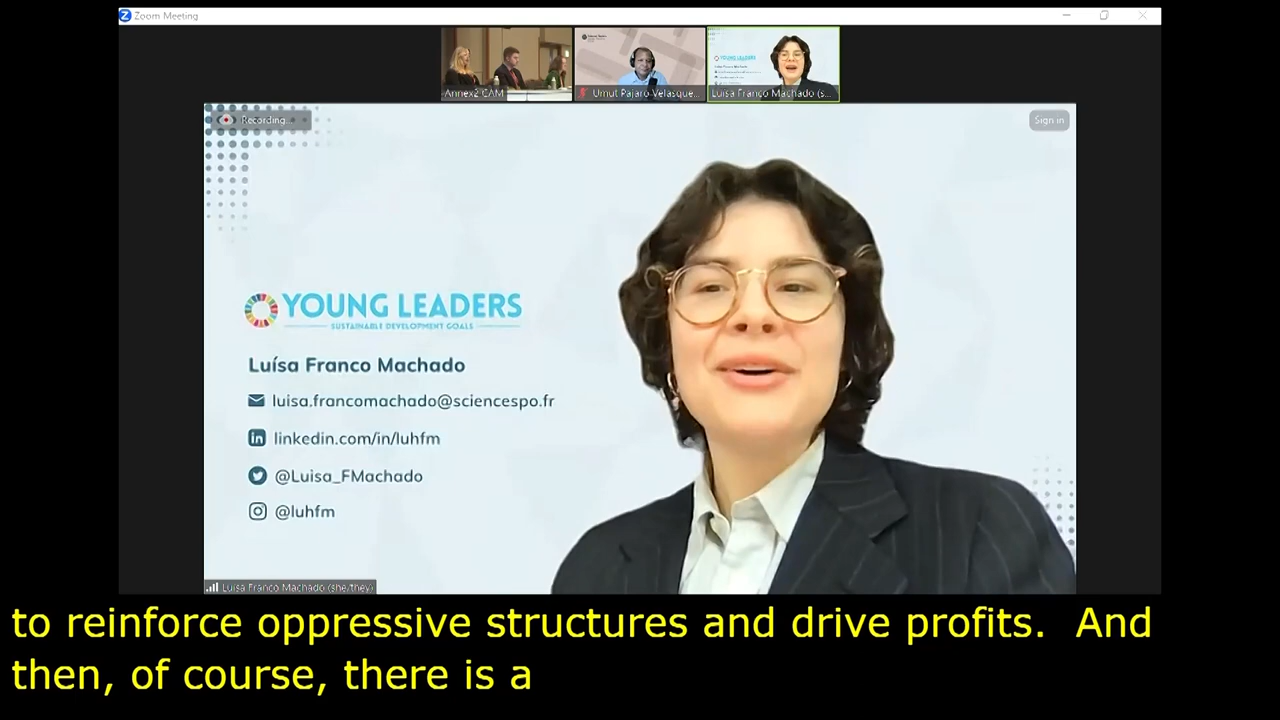 Zoom Meeting
Annex2 CAM
Umut Pajaro Velasque...
Luísa Franco Machado (s...
Recording...
Sign in
YOUNG LEADERS
SUSTAINABLE DEVELOPMENT GOALS
Luísa Franco Machado
luisa.francomachado@sciencespo.fr
linkedin.com/in/luhfm
@Luisa_FMachado
@luhfm
Luísa Franco Machado (she/they)
to reinforce oppressive structures and drive profits. And
then, of course, there is a